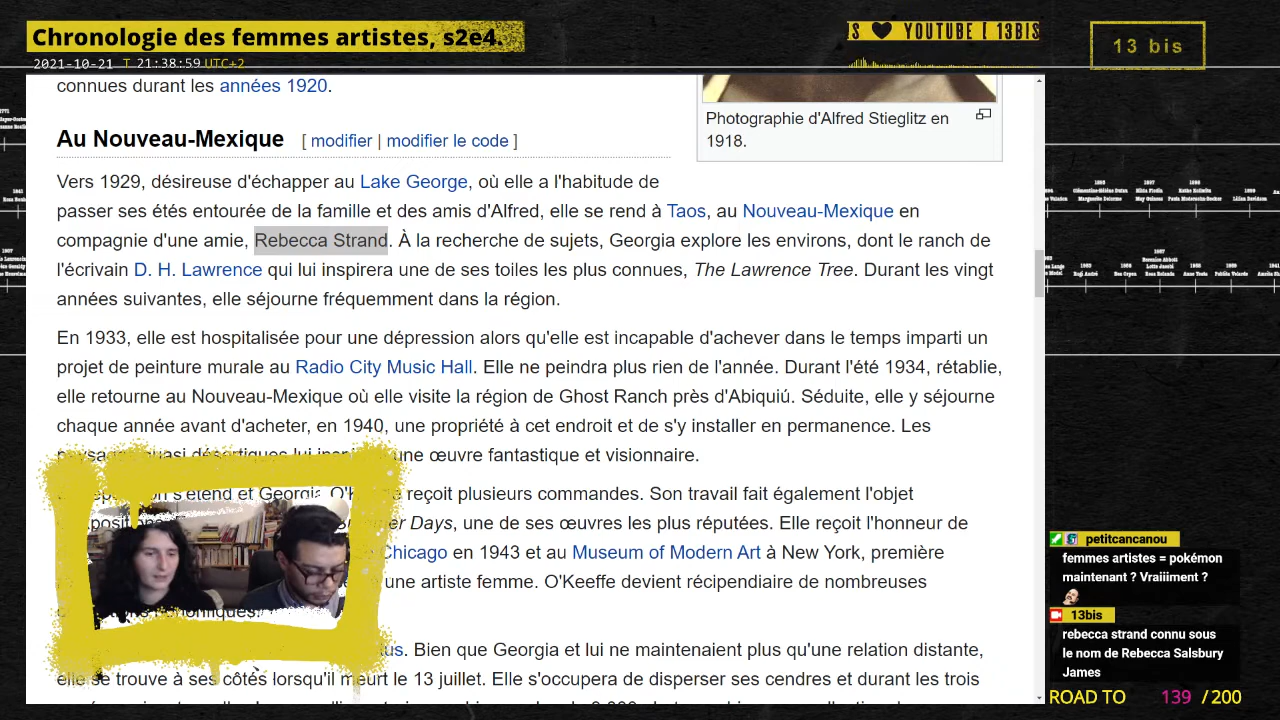 Chronologie des femmes artistes, s2e4.
2021-10-21 T 21:38:59 UTC+2
S ♥ YOUTUBE [ 13BIS
13 bis
connues durant les années 1920.
Photographie d'Alfred Stieglitz en
1918.
Au Nouveau-Mexique [ modifier | modifier le code ]
Vers 1929, désireuse d'échapper au Lake George, où elle a l'habitude de
passer ses étés entourée de la famille et des amis d'Alfred, elle se rend à Taos, au Nouveau-Mexique en
compagnie d'une amie, Rebecca Strand. À la recherche de sujets, Georgia explore les environs, dont le ranch de
l'écrivain D. H. Lawrence qui lui inspirera une de ses toiles les plus connues, The Lawrence Tree. Durant les vingt
années suivantes, elle séjourne fréquemment dans la région.
En 1933, elle est hospitalisée pour une dépression alors qu'elle est incapable d'achever dans le temps imparti un
projet de peinture murale au Radio City Music Hall. Elle ne peindra plus rien de l'année. Durant l'été 1934, rétablie,
elle retourne au Nouveau-Mexique où elle visite la région de Ghost Ranch près d'Abiquiú. Séduite, elle y séjourne
chaque année avant d'acheter, en 1940, une propriété à cet endroit et de s'y installer en permanence. Les
paysages quasi désertiques lui une œuvre fantastique et visionnaire.
s'étend et Georgia reçoit plusieurs commandes. Son travail fait également l'objet
Days, une de ses œuvres les plus réputées. Elle reçoit l'honneur de
Chicago en 1943 et au Museum of Modern Art à New York, première
d'une artiste femme. O'Keeffe devient récipiendaire de nombreuses
Bien que Georgia et lui ne maintenaient plus qu'une relation distante,
elle se trouve à ses côtés lorsqu'il meurt le 13 juillet. Elle s'occupera de disperser ses cendres et durant les trois
petitcancanou
femmes artistes = pokémon
maintenant ? Vraiiiment ?
13bis
rebecca strand connu sous
le nom de Rebecca Salsbury
James
ROAD TO 139 / 200